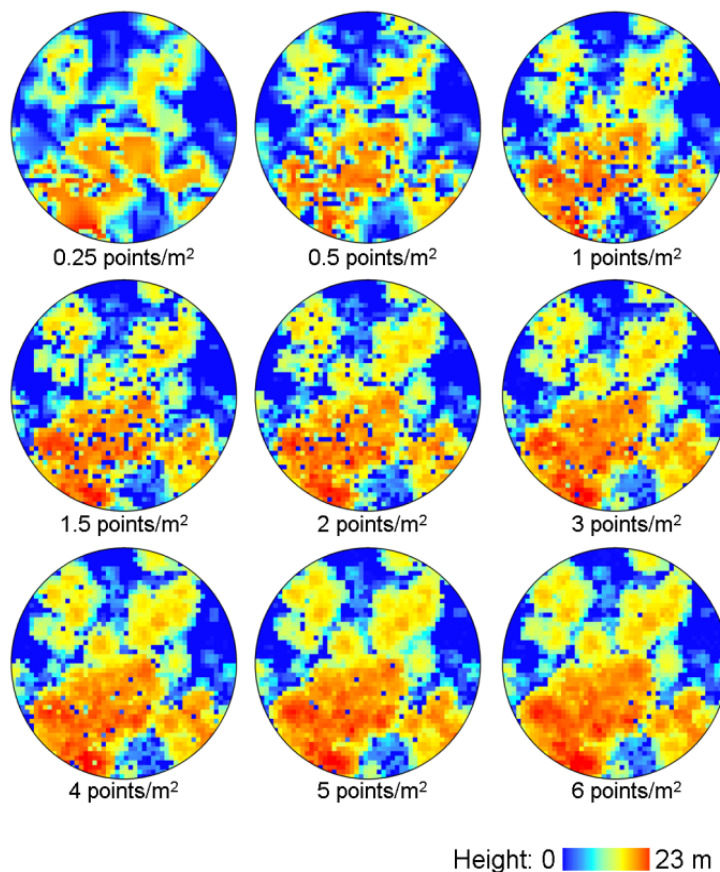 0.25 points/m²
0.5 points/m²
1 points/m²
1.5 points/m²
2 points/m²
3 points/m²
4 points/m²
5 points/m²
6 points/m²
Height: 0 23 m